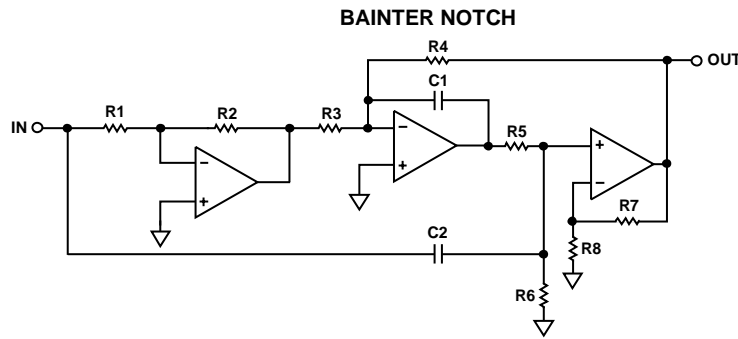 BAINTER NOTCH
R4
OUT
C1
R1
R2
R3
IN
–
–
R5
+
+
+
–
R7
C2
R8
R6